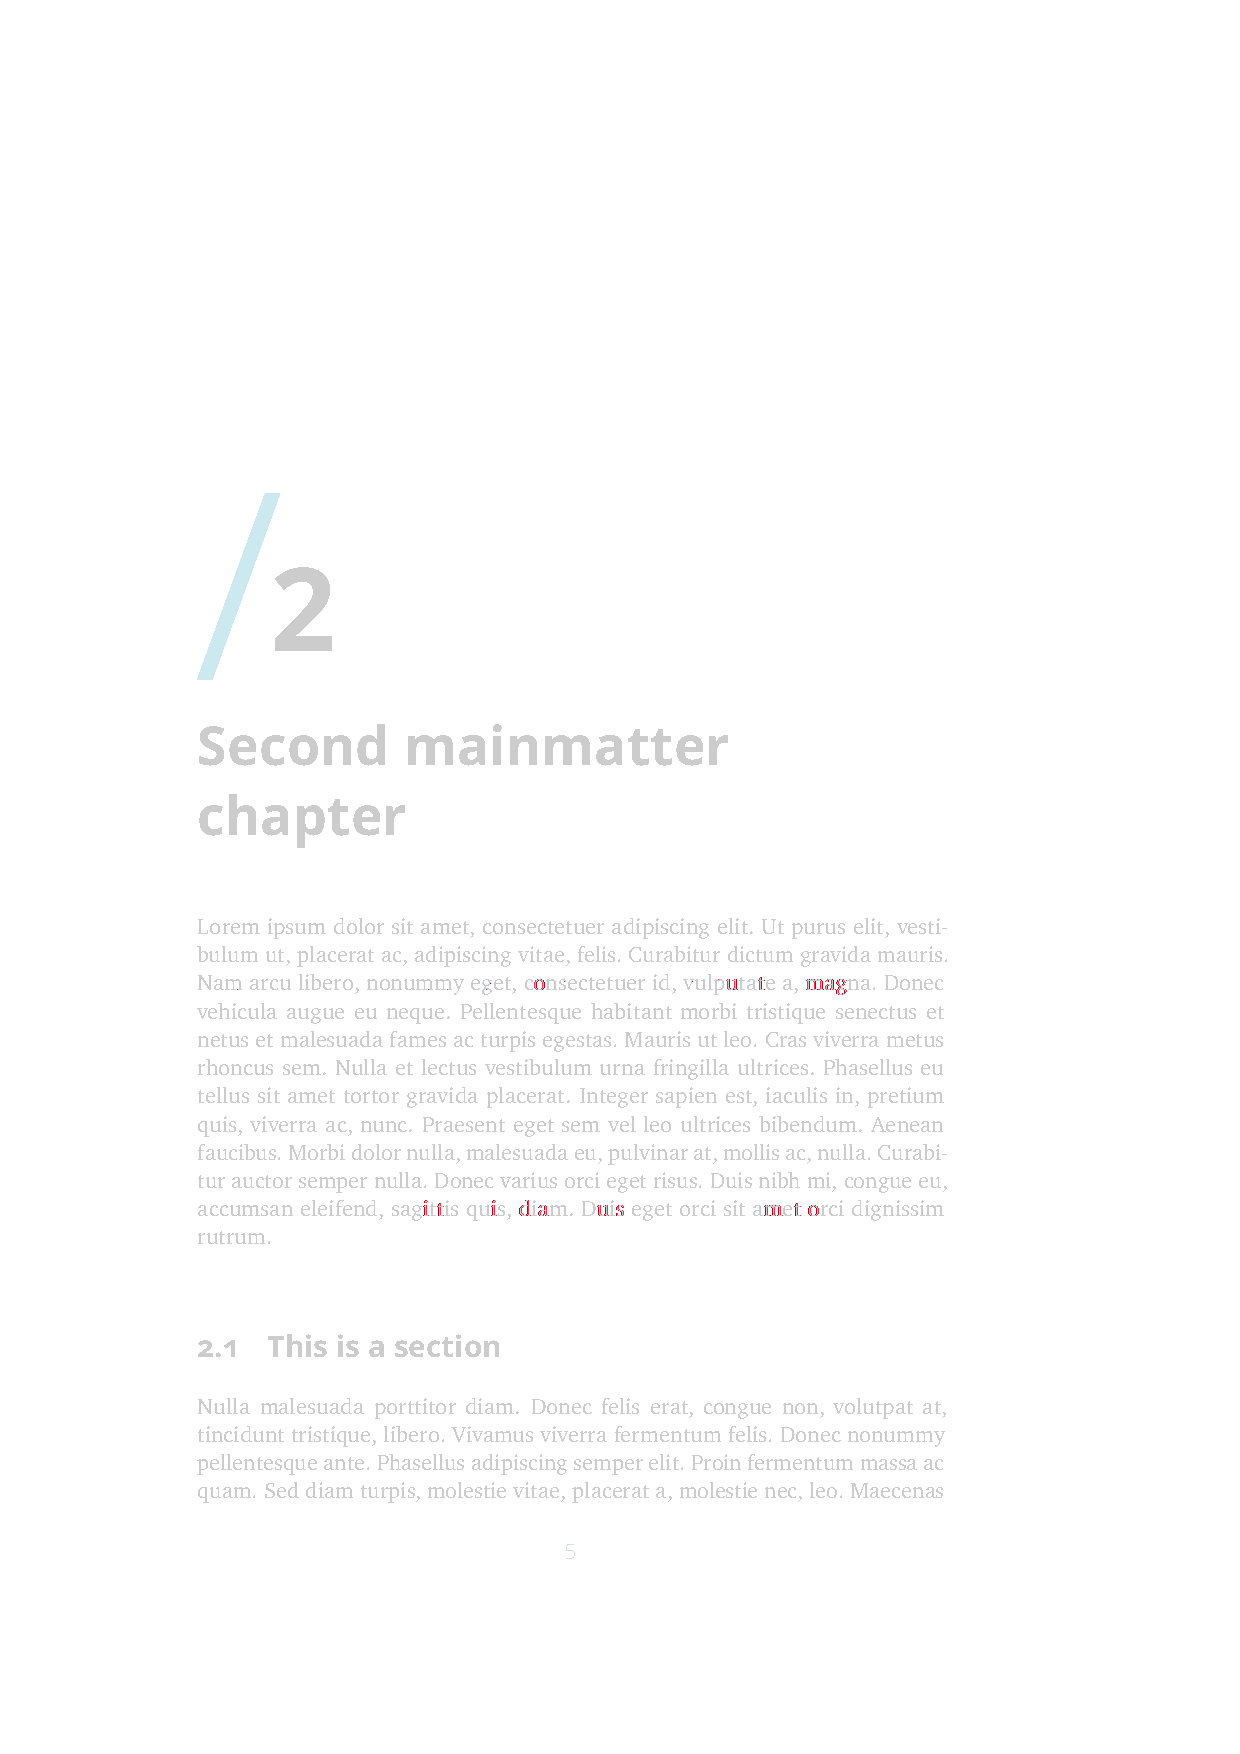 /2
Second mainmatter
chapter
Lorem ipsum dolor sit amet, consectetuer adipiscing elit. Ut purus elit, vesti-
bulum ut, placerat ac, adipiscing vitae, felis. Curabitur dictum gravida mauris.
Nam arcu libero, nonummy eget, consectetuer id, vulputate a, magna. Donec
vehicula augue eu neque. Pellentesque habitant morbi tristique senectus et
netus et malesuada fames ac turpis egestas. Mauris ut leo. Cras viverra metus
rhoncus sem. Nulla et lectus vestibulum urna fringilla ultrices. Phasellus eu
tellus sit amet tortor gravida placerat. Integer sapien est, iaculis in, pretium
quis, viverra ac, nunc. Praesent eget sem vel leo ultrices bibendum. Aenean
faucibus. Morbi dolor nulla, malesuada eu, pulvinar at, mollis ac, nulla. Curabi-
tur auctor semper nulla. Donec varius orci eget risus. Duis nibh mi, congue eu,
accumsan eleifend, sagittis quis, diam. Duis eget orci sit amet orci dignissim
rutrum.
2.1 This is a section
Nulla malesuada porttitor diam. Donec felis erat, congue non, volutpat at,
tincidunt tristique, libero. Vivamus viverra fermentum felis. Donec nonummy
pellentesque ante. Phasellus adipiscing semper elit. Proin fermentum massa ac
quam. Sed diam turpis, molestie vitae, placerat a, molestie nec, leo. Maecenas
5